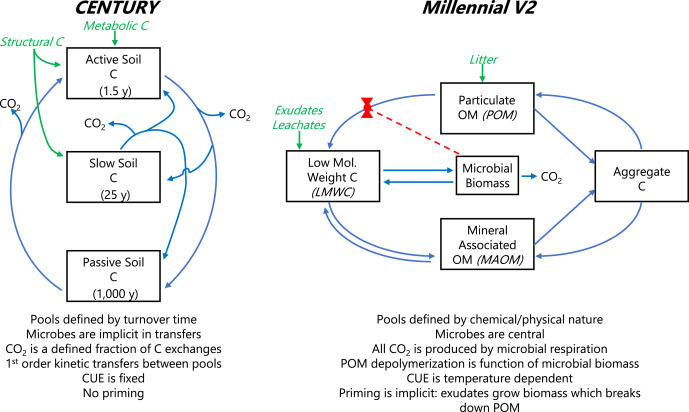 CENTURY
Metabolic C
Structural C
Active Soil
C
(1.5 y)
CO2
CO2
CO2
Slow Soil
C
(25 y)
Passive Soil
C
(1,000 y)
Pools defined by turnover time
Microbes are implicit in transfers
CO2 is a defined fraction of C exchanges
1st order kinetic transfers between pools
CUE is fixed
No priming
Millennial V2
Litter
Particulate
OM (POM)
Exudates
Leachates
Low Mol.
Weight C
(LMWC)
Microbial
Biomass
CO2
Aggregate
C
Mineral
Associated
OM (MAOM)
Pools defined by chemical/physical nature
Microbes are central
All CO2 is produced by microbial respiration
POM depolymerization is function of microbial biomass
CUE is temperature dependent
Priming is implicit: exudates grow biomass which breaks
down POM